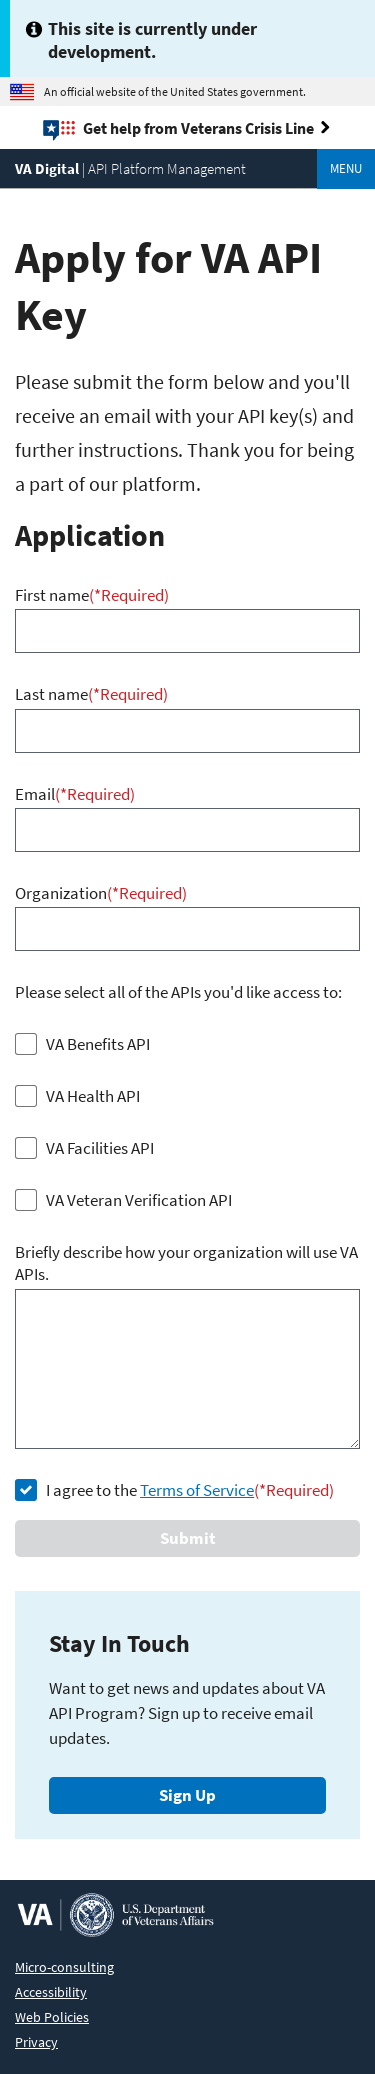 This site is currently under
development.
An official website of the United States government.
Get help from Veterans Crisis Line
VA Digital | API Platform Management
MENU
Apply for VA API
Key
Please submit the form below and you'll
receive an email with your API key(s) and
further instructions. Thank you for being
a part of our platform.
Application
First name(*Required)
Last name(*Required)
Email(*Required)
Organization(*Required)
Please select all of the APIs you'd like access to:
VA Benefits API
VA Health API
VA Facilities API
VA Veteran Verification API
Briefly describe how your organization will use VA
APIs.
I agree to the Terms of Service(*Required)
Submit
Stay In Touch
Want to get news and updates about VA
API Program? Sign up to receive email
updates.
Sign Up
VA
U.S. Department
of Veterans Affairs
Micro-consulting
Accessibility
Web Policies
Privacy